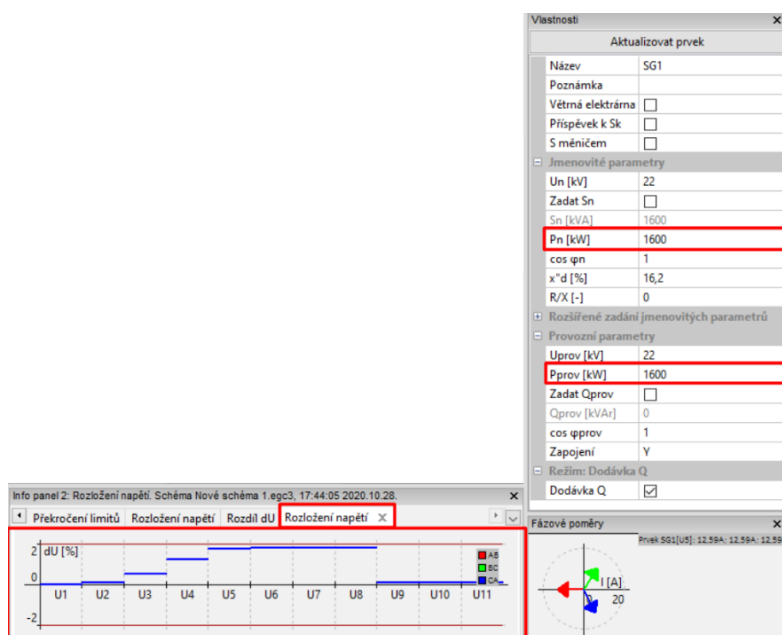 Vlastnosti
Aktualizovat prvek
Název SG1
Poznámka
Větrná elektrárna
Příspěvek k Sk
S měničem
Jmenovité parametry
Un [kV] 22
Zadat Sn
Sn [kVA] 1600
Pn [kW] 1600
cos φn 1
x"d [%] 16,2
R/X [-] 0
Rozšířené zadání jmenovitých parametrů
Provozní parametry
Uprov [kV] 22
Pprov [kW] 1600
Zadat Qprov
Qprov [kVAr] 0
cos φprov 1
Zapojení Y
Režim: Dodávka Q
Dodávka Q
Info panel 2: Rozložení napětí. Schéma Nové schéma 1.egc3, 17:44:05 2020.10.28.
Překročení limitů Rozložení napětí Rozdíl dU Rozložení napětí
2 dU [%]
AB
BC
CA
0
U1 U2 U3 U4 U5 U6 U7 U8 U9 U10 U11
-2
Fázové poměry
Prvek SG1[U5]: 12.59A; 12.59A; 12.59
I [A]
20